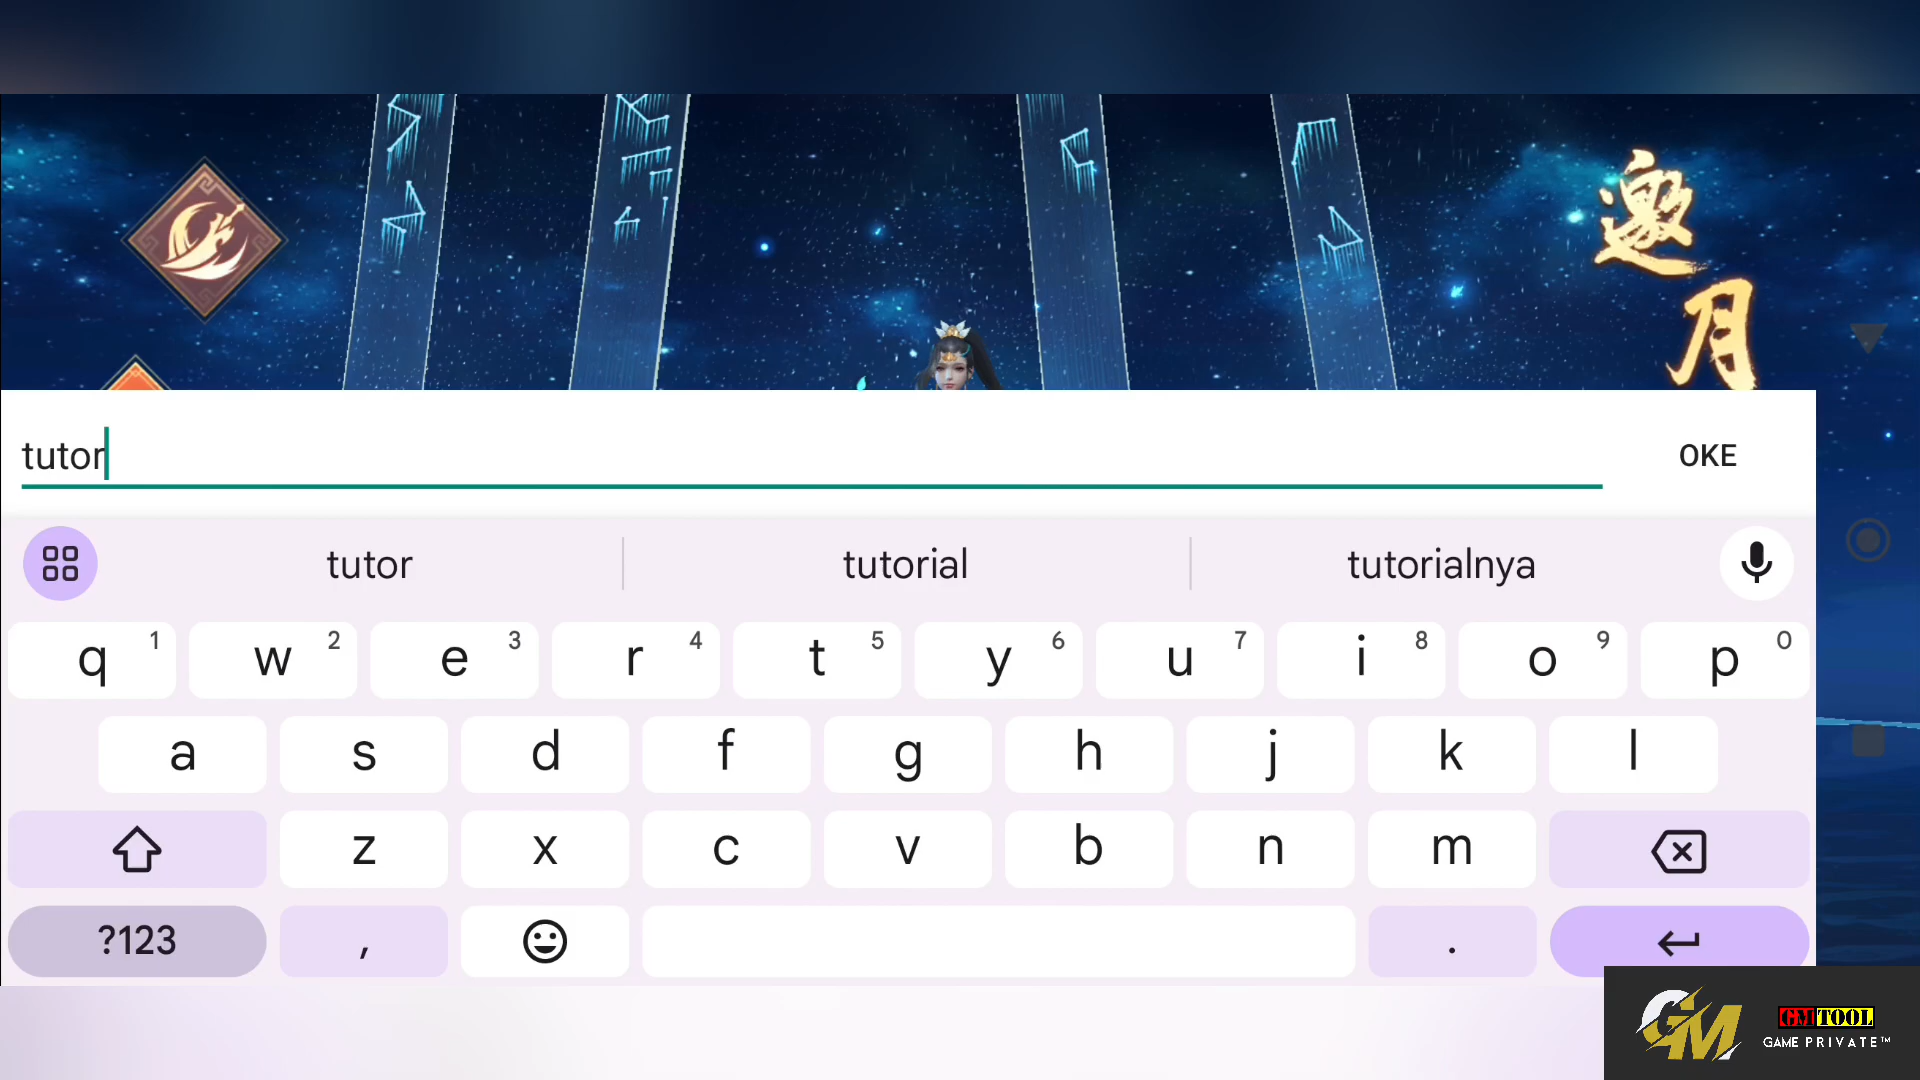 邀月
tutor
OKE
tutor tutorial tutorialnya
q 1 w 2 e 3 r 4 t 5 y 6 u 7 i 8 o 9 p 0
a s d f g h j k l
z x c v b n m
?123 , .
GM
GMTOOL
GAME PRIVATE™